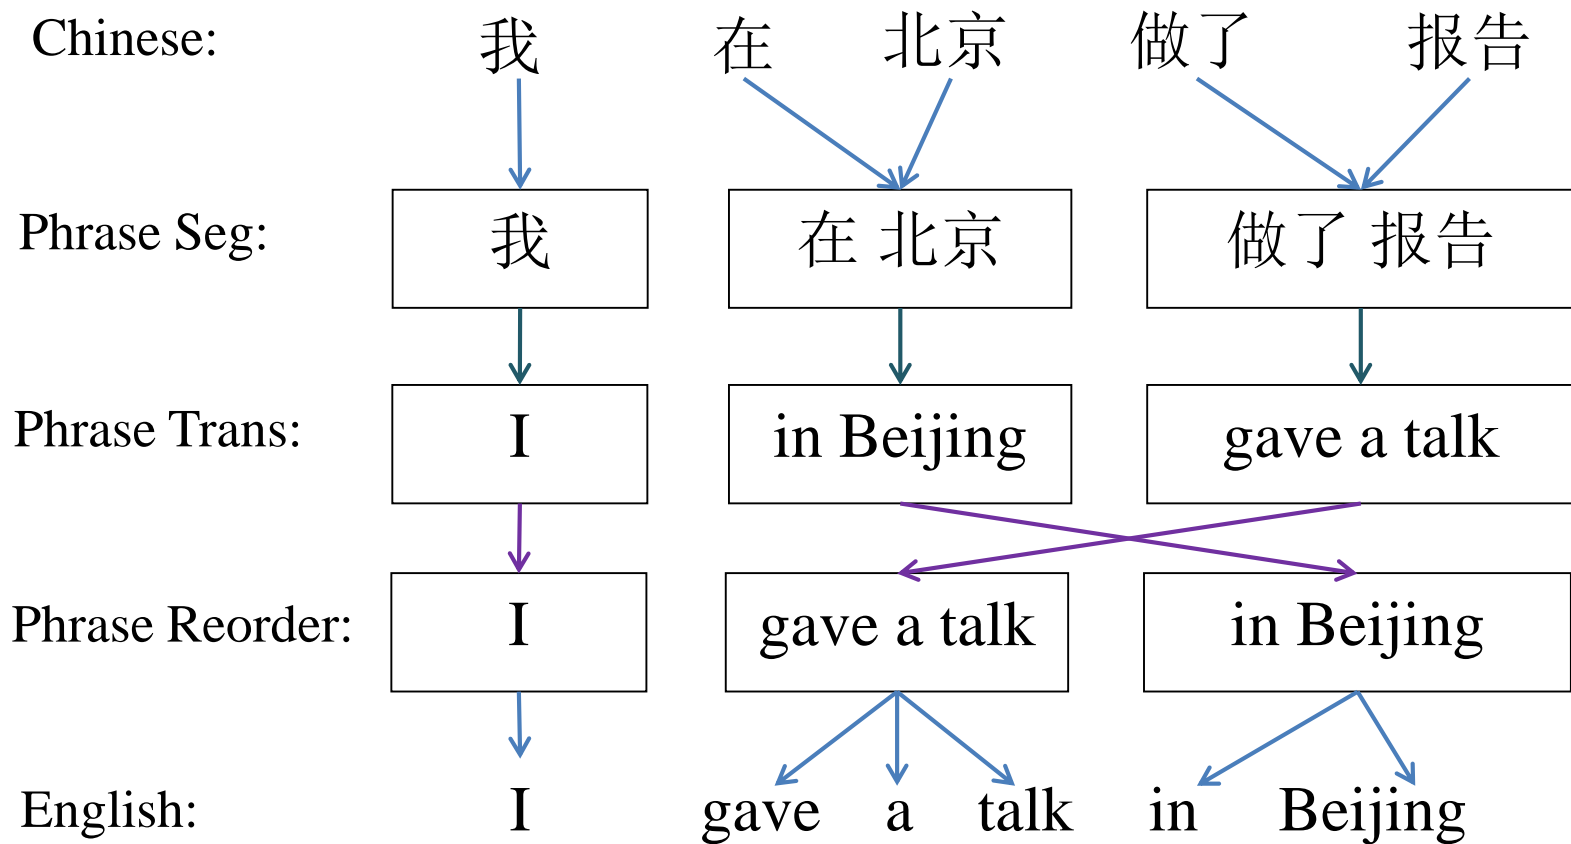 Chinese: 我 在 北京 做了 报告
Phrase Seg: 我 在 北京 做了 报告
Phrase Trans: I in Beijing gave a talk
Phrase Reorder: I gave a talk in Beijing
English: I gave a talk in Beijing